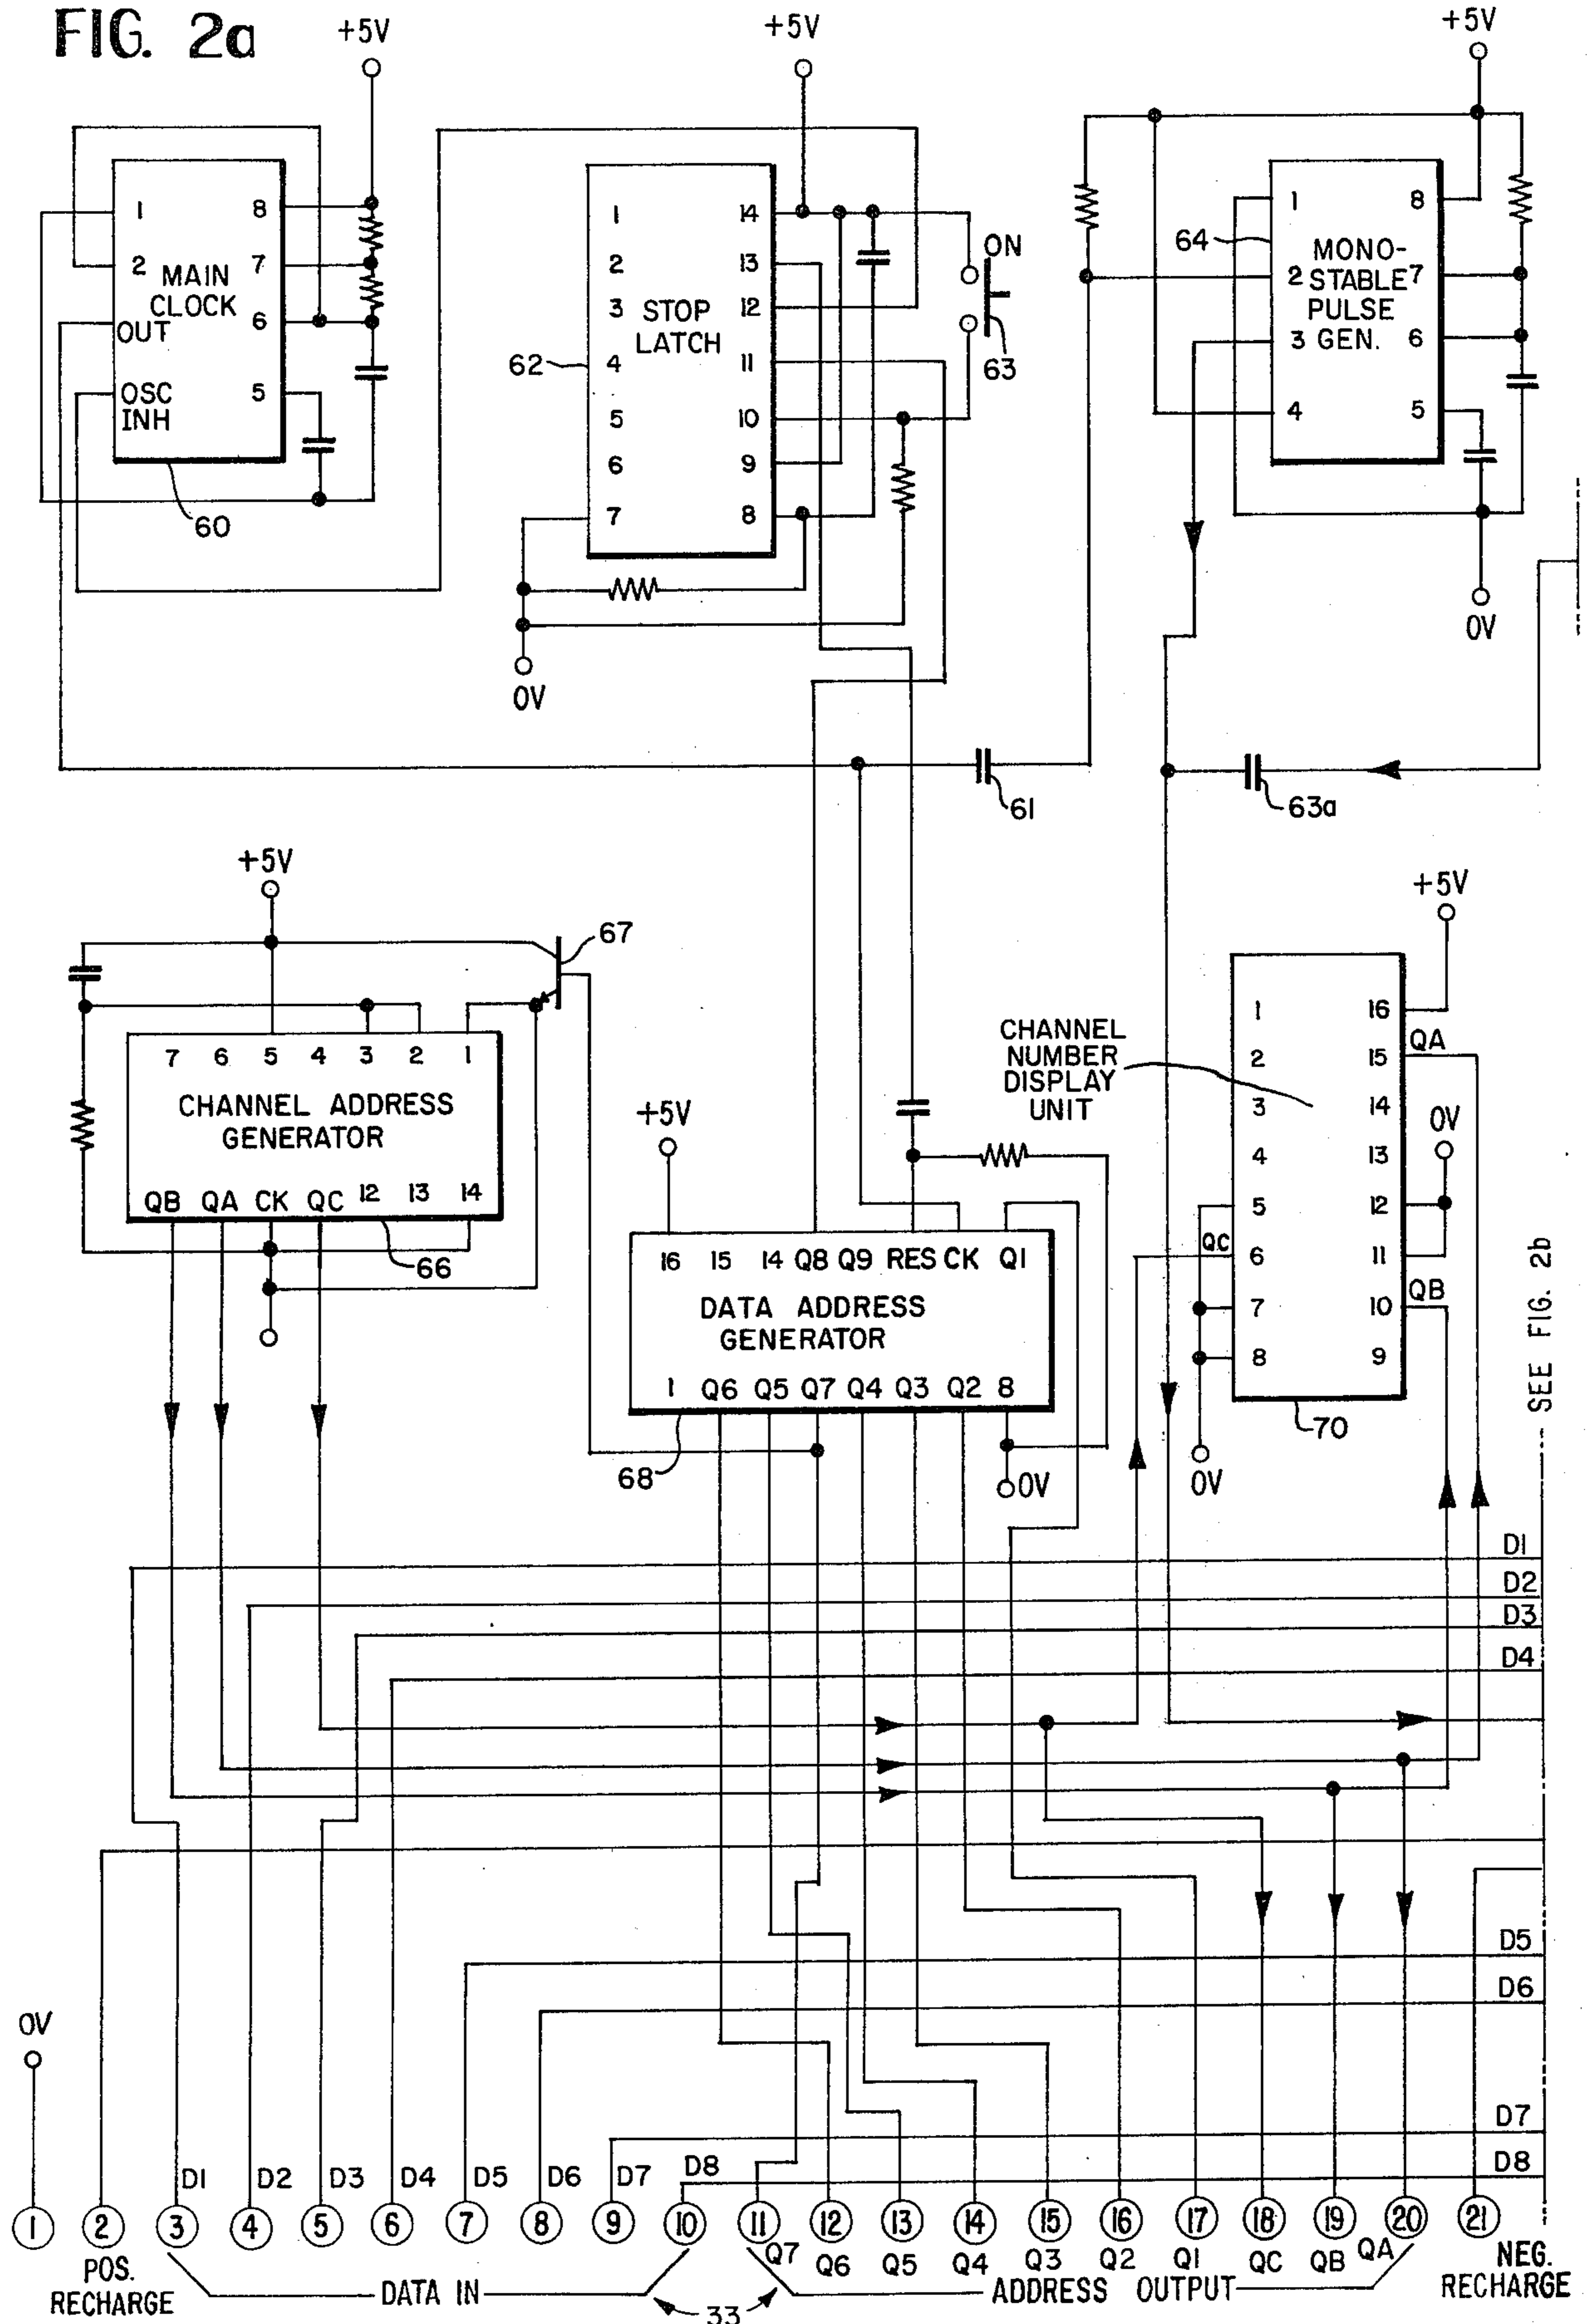 FIG. 2a
+5V
+5V
+5V
1
2
OUT
OSC
INH
MAIN
CLOCK
8
7
6
5
60
1
2
3
4
5
6
7
STOP
LATCH
14
13
12
11
10
9
8
62
ON
63
0V
64
1
2
3
4
MONO-
STABLE
PULSE
GEN.
8
7
6
5
0V
61
63a
+5V
67
7 6 5 4 3 2 1
CHANNEL ADDRESS
GENERATOR
QB QA CK QC 12 13 14
66
+5V
16 15 14 Q8 Q9 RES CK Q1
DATA ADDRESS
GENERATOR
1 Q6 Q5 Q7 Q4 Q3 Q2 8
68
0V
CHANNEL
NUMBER
DISPLAY
UNIT
+5V
1
2
3
4
5
6
7
8
16
15
14
13
12
11
10
9
QA
0V
QC
QB
70
0V
SEE FIG. 2b
D1
D2
D3
D4
D5
D6
D7
D8
0V
D1 D2 D3 D4 D5 D6 D7 D8
1 2 3 4 5 6 7 8 9 10 11 12 13 14 15 16 17 18 19 20 21
Q7 Q6 Q5 Q4 Q3 Q2 Q1 QC QB QA
POS.
RECHARGE
DATA IN
33
ADDRESS OUTPUT
NEG.
RECHARGE